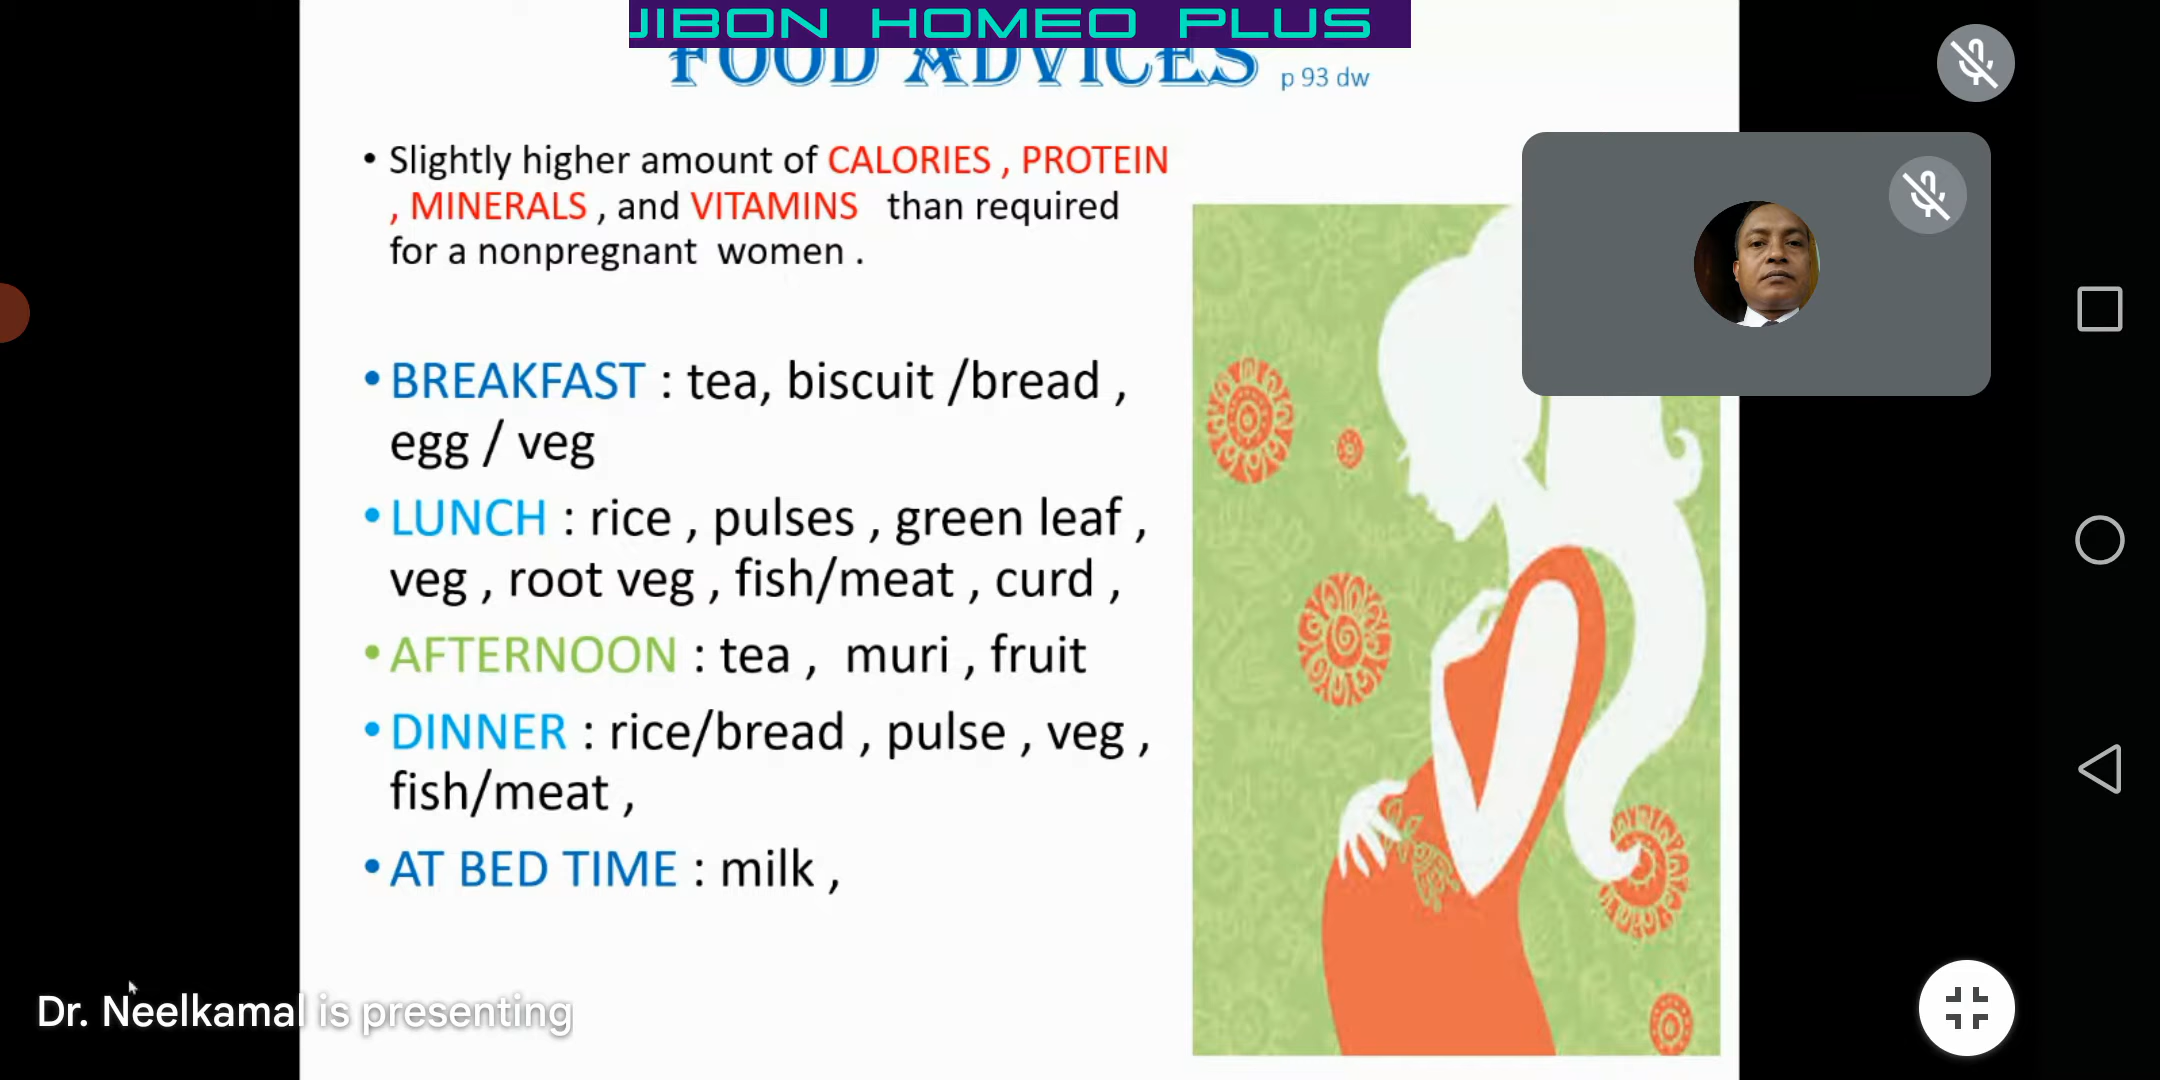 JIBON HOMEO PLUS
FOOD ADVICES p 93 dw
• Slightly higher amount of CALORIES , PROTEIN
, MINERALS , and VITAMINS than required
for a nonpregnant women .
• BREAKFAST : tea, biscuit /bread ,
egg / veg
• LUNCH : rice , pulses , green leaf ,
veg , root veg , fish/meat , curd ,
• AFTERNOON : tea , muri , fruit
• DINNER : rice/bread , pulse , veg ,
fish/meat ,
• AT BED TIME : milk ,
Dr. Neelkamal is presenting